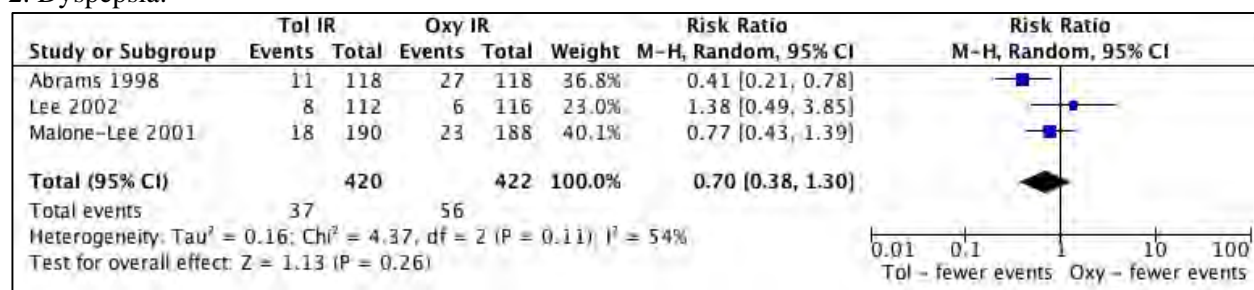 2. Dyspepsia:
Tol IR Oxy IR Risk Ratio Risk Ratio
Study or Subgroup Events Total Events Total Weight M-H, Random, 95% CI M-H, Random, 95% CI
Abrams 1998 11 118 27 118 36.8% 0.41 [0.21, 0.78]
Lee 2002 8 112 6 116 23.0% 1.38 [0.49, 3.85]
Malone-Lee 2001 18 190 23 188 40.1% 0.77 [0.43, 1.39]
Total (95% CI) 420 422 100.0% 0.70 [0.38, 1.30]
Total events 37 56
Heterogeneity: Tau² = 0.16; Chi² = 4.37, df = 2 (P = 0.11); I² = 54%
Test for overall effect: Z = 1.13 (P = 0.26)
0.01 0.1 1 10 100
Tol - fewer events Oxy - fewer events